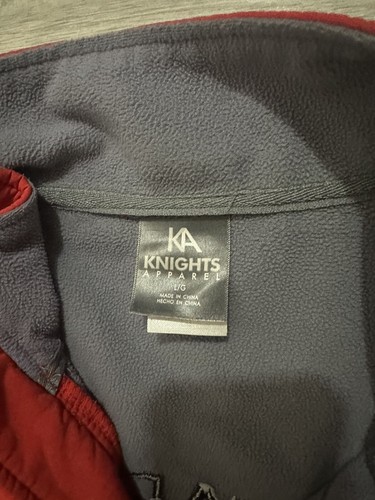 KA
KNIGHTS
APPAREL
L/G
MADE IN CHINA
HECHO EN CHINA